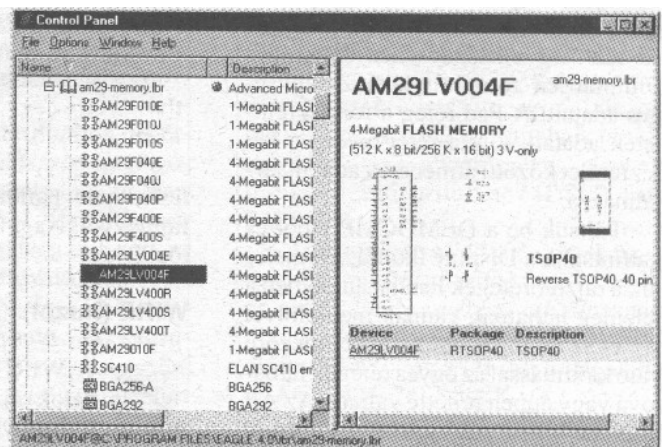 Control Panel
File Options Window Help
Name Description
am29-memory.lbr Advanced Micro
AM29F010E 1-Megabit FLASH
AM29F010J 1-Megabit FLASH
AM29F010S 1-Megabit FLASH
AM29F040E 4-Megabit FLASH
AM29F040J 4-Megabit FLASH
AM29F040P 4-Megabit FLASH
AM29F400E 4-Megabit FLASH
AM29F400S 4-Megabit FLASH
AM29LV004E 4-Megabit FLASH
AM29LV004F 4-Megabit FLASH
AM29LV400R 4-Megabit FLASH
AM29LV400S 4-Megabit FLASH
AM29LV400T 4-Megabit FLASH
AM29010F 1-Megabit FLASH
SC410 ELAN SC410 em
BGA256-A BGA256
BGA292 BGA292
AM29LV004F@C:\PROGRAM FILES\EAGLE 4.0\lbr\am29-memory.lbr
AM29LV004F am29-memory.lbr
4-Megabit FLASH MEMORY
(512 K x 8 bit/256 K x 16 bit) 3 V-only
TSOP40
Reverse TSOP40, 40 pin
Device Package Description
AM29LV004F RTSOP40 TSOP40